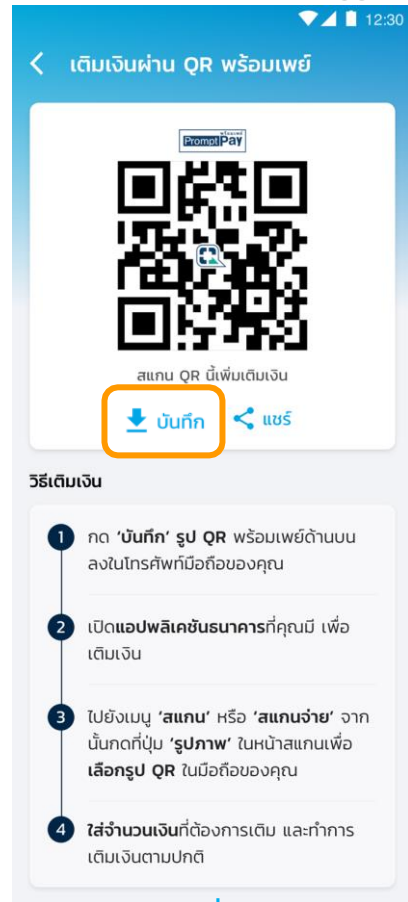 12:30
เติมเงินผ่าน QR พร้อมเพย์
พร้อมเพย์
PromptPay
สแกน QR นี้เพิ่มเติมเงิน
บันทึก
แชร์
วิธีเติมเงิน
1 กด ‘บันทึก’ รูป QR พร้อมเพย์ด้านบน
ลงในโทรศัพท์มือถือของคุณ
2 เปิดแอปพลิเคชันธนาคารที่คุณมี เพื่อ
เติมเงิน
3 ไปยังเมนู ‘สแกน’ หรือ ‘สแกนจ่าย’ จาก
นั้นกดที่ปุ่ม ‘รูปภาพ’ ในหน้าสแกนเพื่อ
เลือกรูป QR ในมือถือของคุณ
4 ใส่จำนวนเงินที่ต้องการเติม และทำการ
เติมเงินตามปกติ